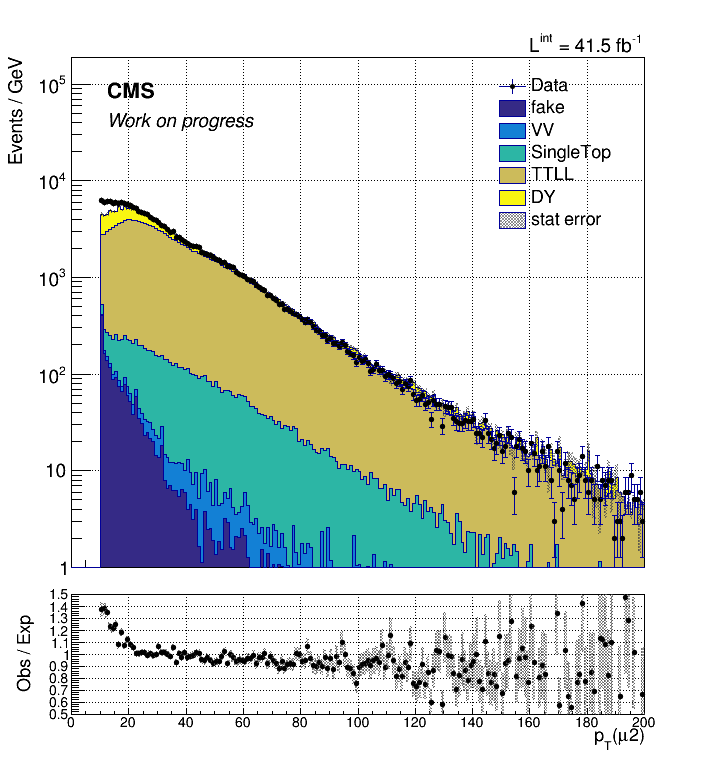 L^int = 41.5 fb^-1
Events / GeV
10^5
10^4
10^3
10^2
10
1
CMS
Work on progress
Data
fake
VV
SingleTop
TTLL
DY
stat error
Obs / Exp
1.5
1.4
1.3
1.2
1.1
1
0.9
0.8
0.7
0.6
0.5
0 20 40 60 80 100 120 140 160 180 200
p_T(μ2)